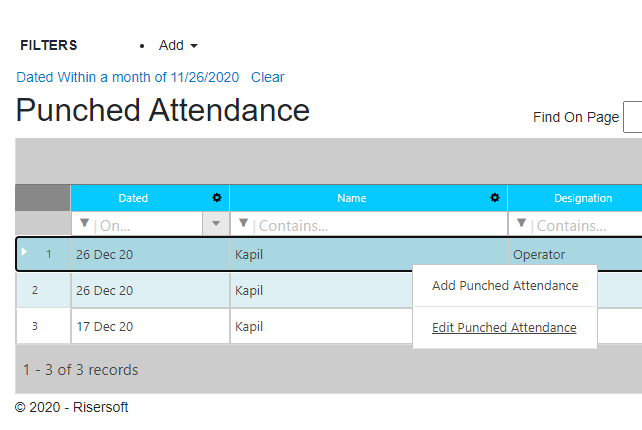 FILTERS • Add
Dated Within a month of 11/26/2020 Clear
Punched Attendance
Find On Page
Dated Name Designation
On... Contains... Contains...
1 26 Dec 20 Kapil Operator
2 26 Dec 20 Kapil
3 17 Dec 20 Kapil
Add Punched Attendance
Edit Punched Attendance
1 - 3 of 3 records
© 2020 - Risersoft